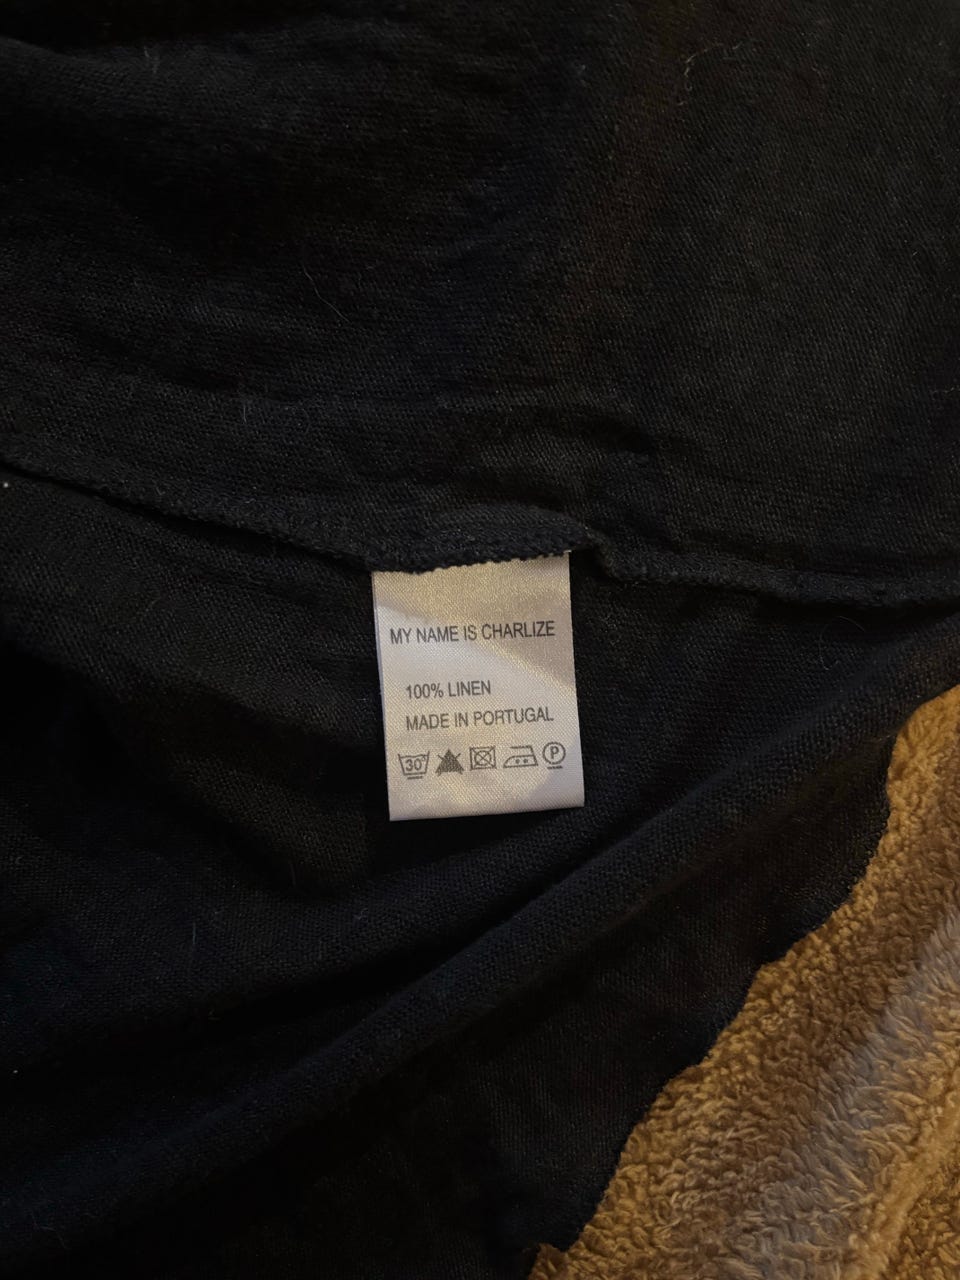 MY NAME IS CHARLIZE
100% LINEN
MADE IN PORTUGAL
30° P